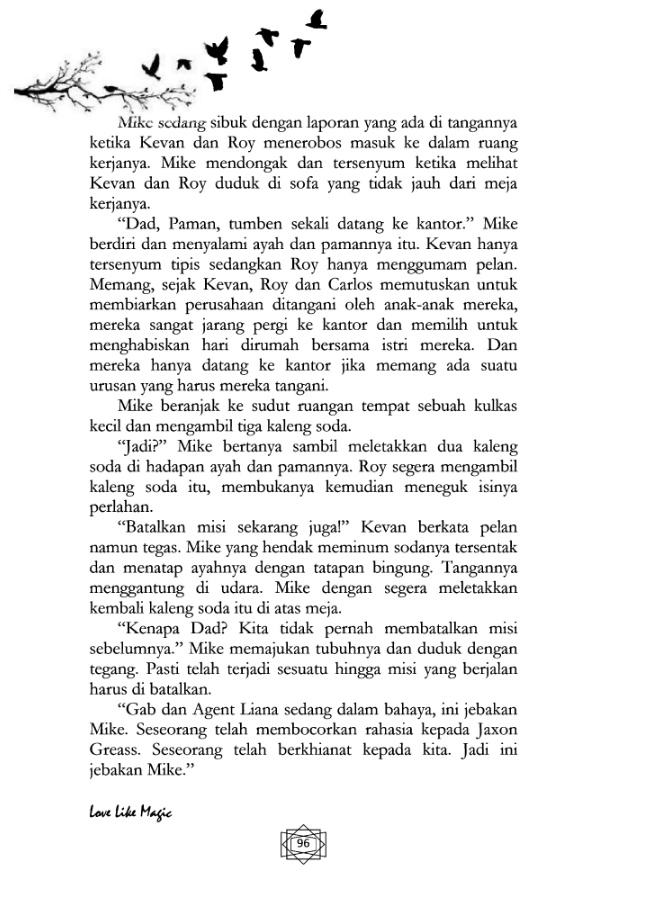 Mike sedang sibuk dengan laporan yang ada di tangannya
ketika Kevan dan Roy menerobos masuk ke dalam ruang
kerjanya. Mike mendongak dan tersenyum ketika melihat
Kevan dan Roy duduk di sofa yang tidak jauh dari meja
kerjanya.
“Dad, Paman, tumben sekali datang ke kantor.” Mike
berdiri dan menyalami ayah dan pamannya itu. Kevan hanya
tersenyum tipis sedangkan Roy hanya menggumam pelan.
Memang, sejak Kevan, Roy dan Carlos memutuskan untuk
membiarkan perusahaan ditangani oleh anak-anak mereka,
mereka sangat jarang pergi ke kantor dan memilih untuk
menghabiskan hari dirumah bersama istri mereka. Dan
mereka hanya datang ke kantor jika memang ada suatu
urusan yang harus mereka tangani.
Mike beranjak ke sudut ruangan tempat sebuah kulkas
kecil dan mengambil tiga kaleng soda.
“Jadi?” Mike bertanya sambil meletakkan dua kaleng
soda di hadapan ayah dan pamannya. Roy segera mengambil
kaleng soda itu, membukanya kemudian meneguk isinya
perlahan.
“Batalkan misi sekarang juga!” Kevan berkata pelan
namun tegas. Mike yang hendak meminum sodanya tersentak
dan menatap ayahnya dengan tatapan bingung. Tangannya
menggantung di udara. Mike dengan segera meletakkan
kembali kaleng soda itu di atas meja.
“Kenapa Dad? Kita tidak pernah membatalkan misi
sebelumnya.” Mike memajukan tubuhnya dan duduk dengan
tegang. Pasti telah terjadi sesuatu hingga misi yang berjalan
harus di batalkan.
“Gab dan Agent Liana sedang dalam bahaya, ini jebakan
Mike. Seseorang telah membocorkan rahasia kepada Jaxon
Greass. Seseorang telah berkhianat kepada kita. Jadi ini
jebakan Mike.”
Love Like Magic
96